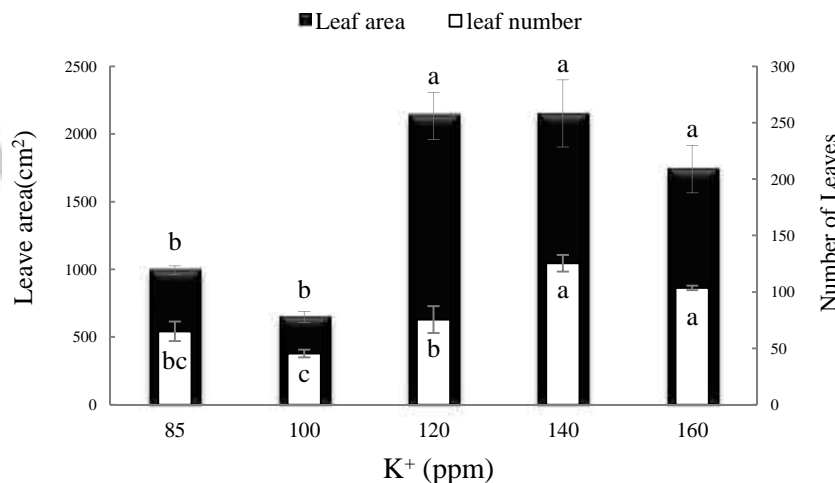 Leaf area leaf number
2500
2000
1500
1000
500
0
Leave area(cm²)
300
250
200
150
100
50
0
Number of Leaves
b
b
a
a
a
bc
c
b
a
a
85 100 120 140 160
K⁺ (ppm)